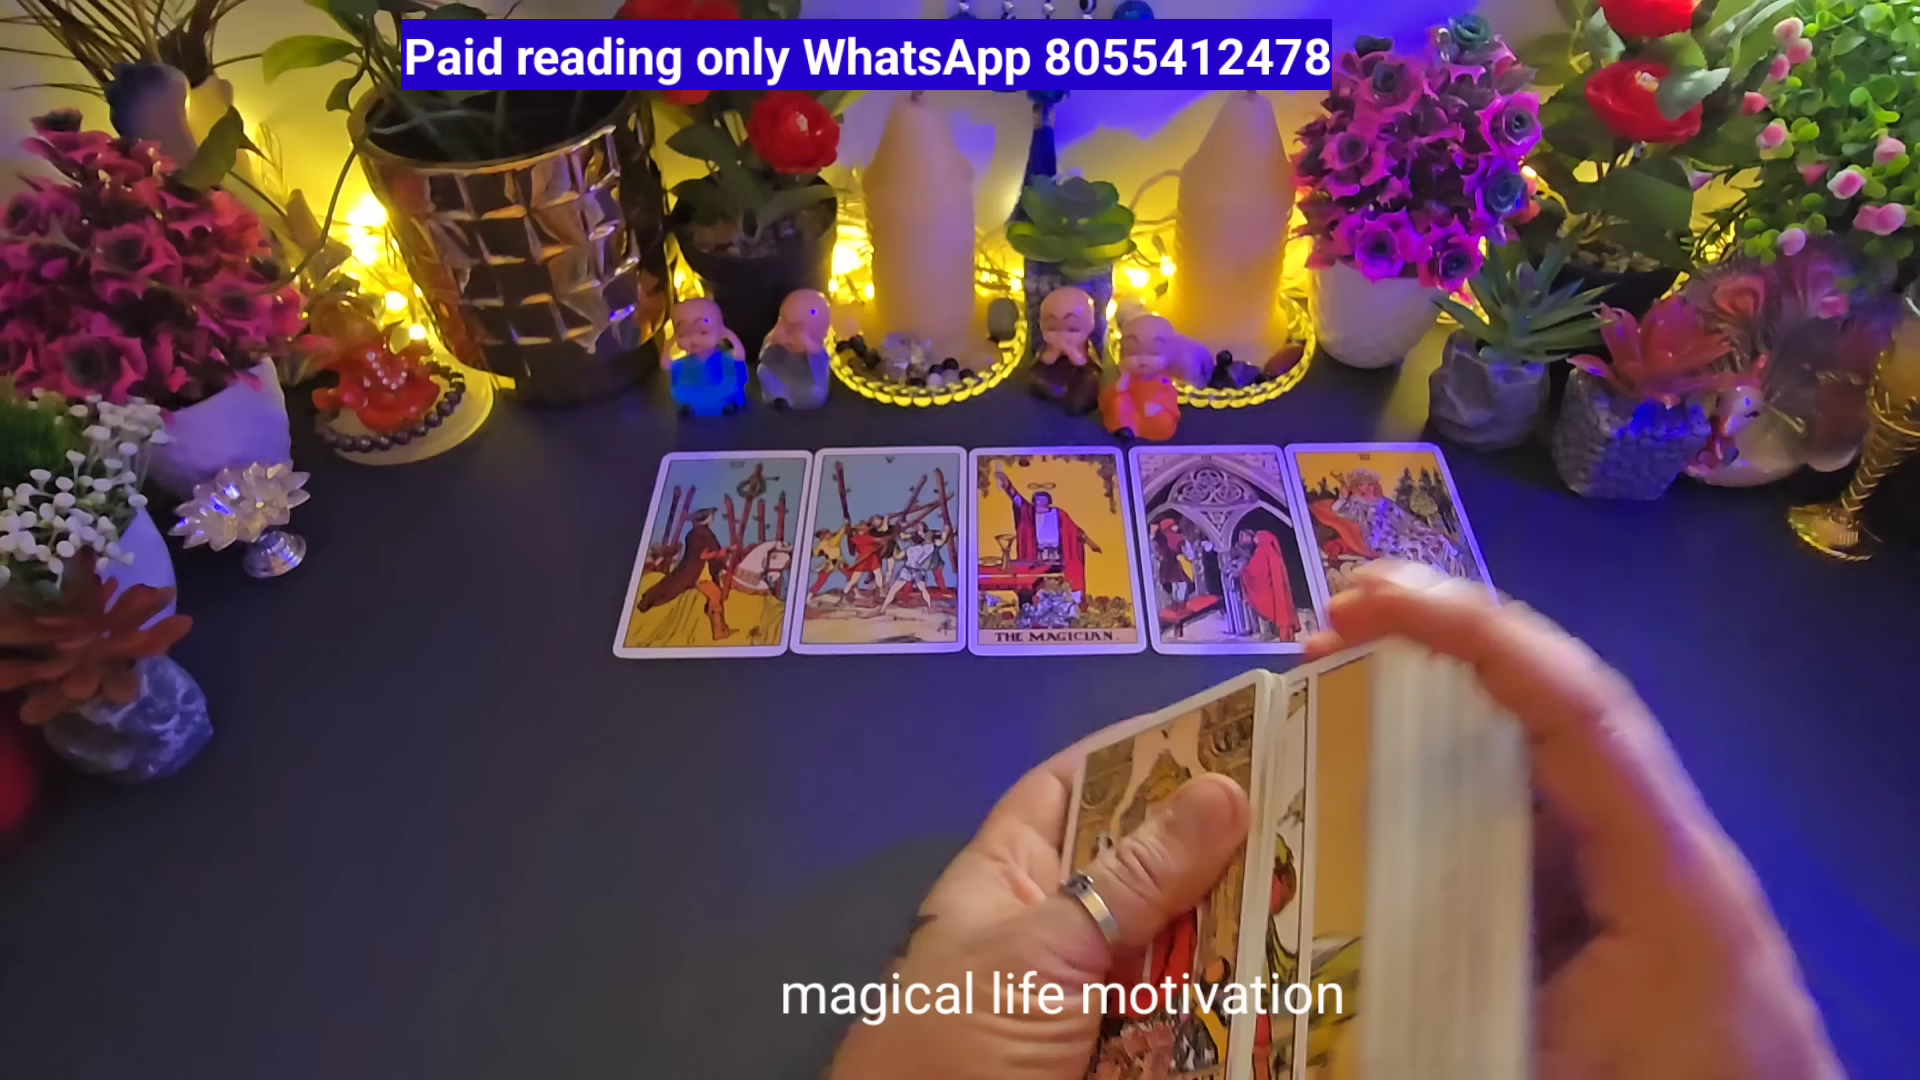 Paid reading only WhatsApp 8055412478
THE MAGICIAN.
magical life motivation